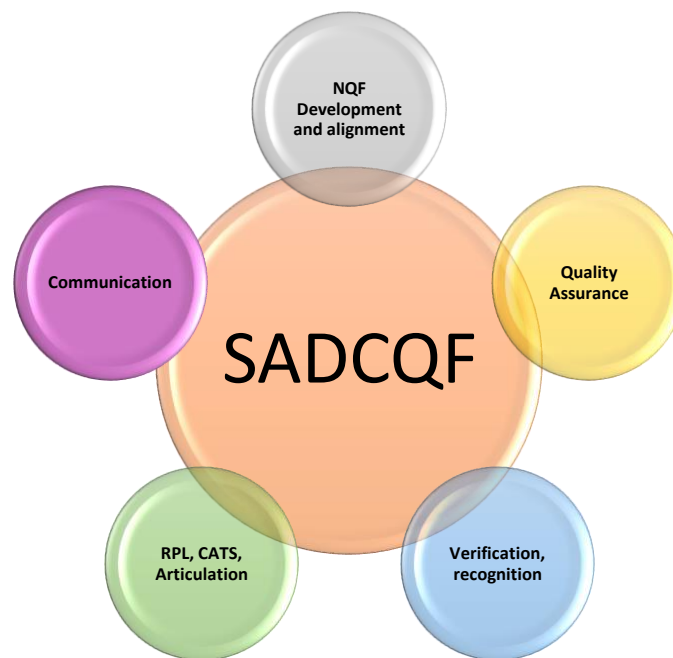 NQF
Development
and alignment
Communication
Quality
Assurance
SADCQF
RPL, CATS,
Articulation
Verification,
recognition